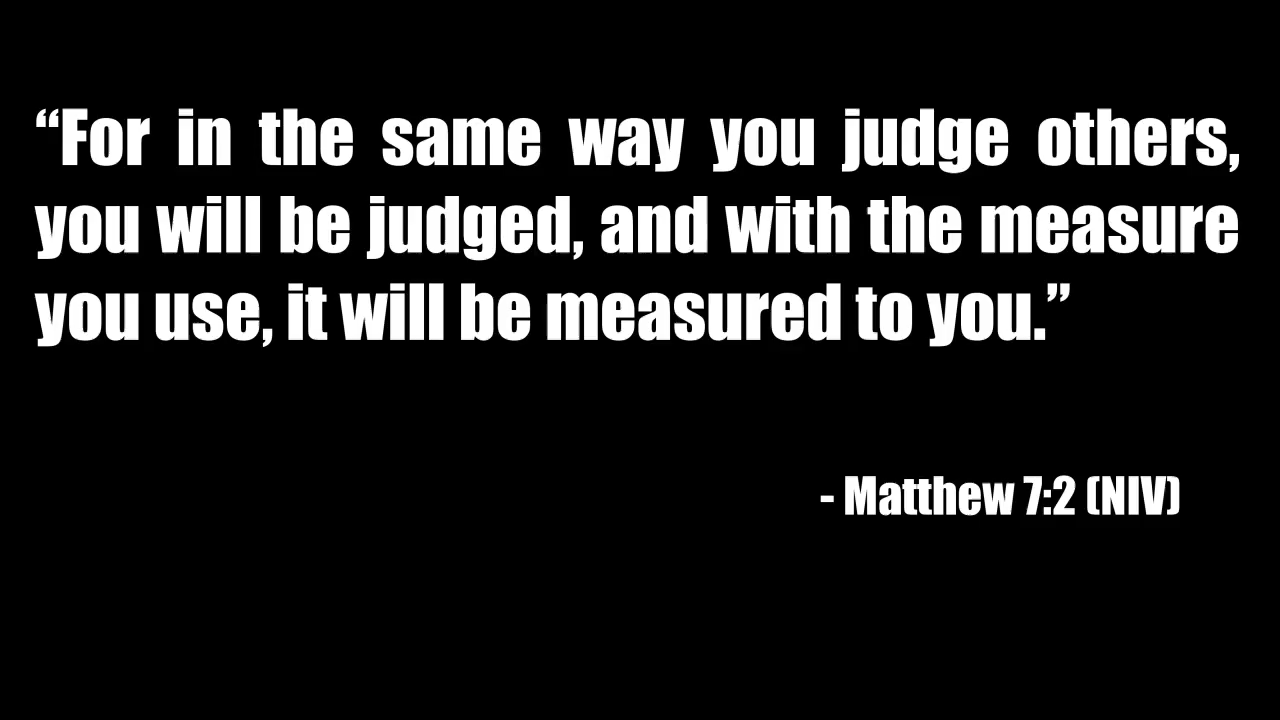 “For in the same way you judge others,
you will be judged, and with the measure
you use, it will be measured to you.”
- Matthew 7:2 (NIV)